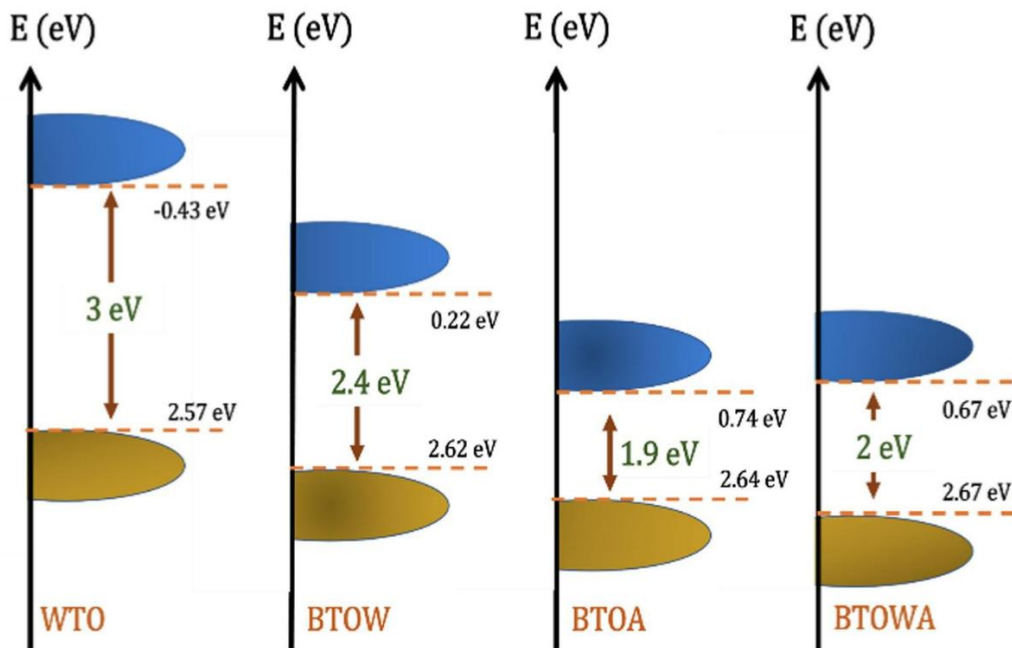 E (eV)
-0.43 eV
3 eV
2.57 eV
WTO
E (eV)
0.22 eV
2.4 eV
2.62 eV
BTOW
E (eV)
0.74 eV
1.9 eV
2.64 eV
BTOA
E (eV)
0.67 eV
2 eV
2.67 eV
BTOWA